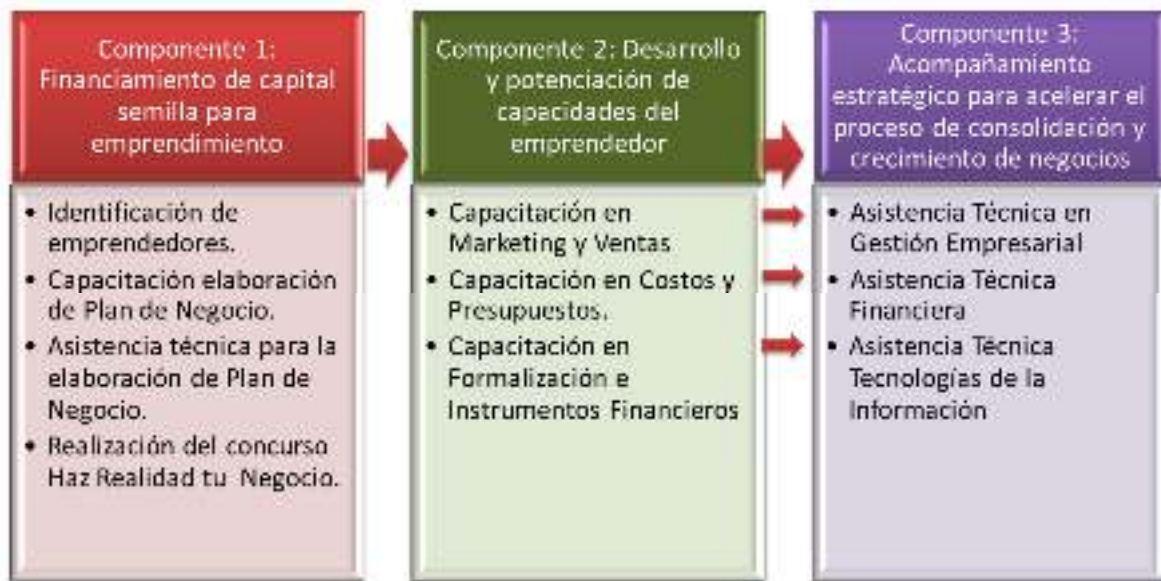 Componente 1:
Financiamiento de capital
semilla para
emprendimiento
• Identificación de
emprendedores.
• Capacitación elaboración
de Plan de Negocio.
• Asistencia técnica para la
elaboración de Plan de
Negocio.
• Realización del concurso
Haz Realidad tu Negocio.
Componente 2: Desarrollo
y potenciación de
capacidades del
emprendedor
• Capacitación en
Marketing y Ventas
• Capacitación en Costos y
Presupuestos.
• Capacitación en
Formalización e
Instrumentos Financieros
Componente 3:
Acompañamiento
estratégico para acelerar el
proceso de consolidación y
crecimiento de negocios
• Asistencia Técnica en
Gestión Empresarial
• Asistencia Técnica
Financiera
• Asistencia Técnica
Tecnologías de la
Información